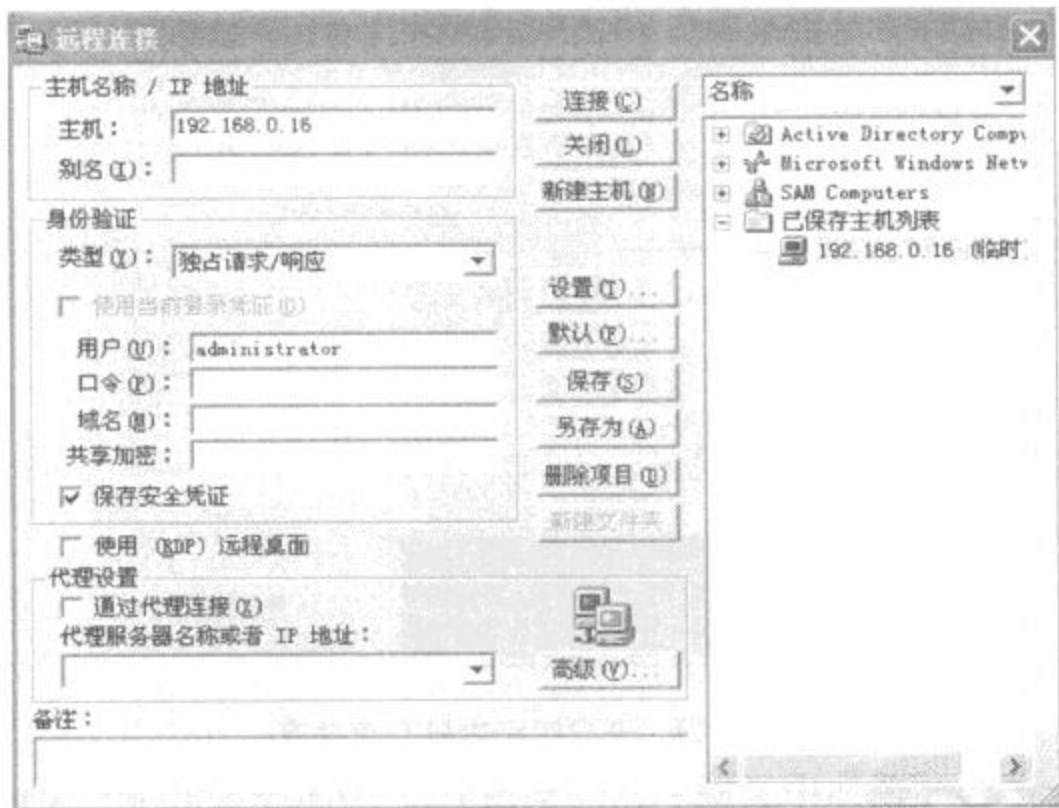 远程连接
主机名称 / IP 地址
主机：
192.168.0.16
别名(I)：
身份验证
类型(Y)：
独占请求/响应
使用当前登录凭证(O)
用户(U)：
administrator
口令(P)：
域名(M)：
共享加密：
保存安全凭证
使用 (RDP) 远程桌面
代理设置
通过代理连接(X)
代理服务器名称或者 IP 地址：
备注：
连接(C)
关闭(L)
新建主机(N)
设置(T)...
默认(F)...
保存(S)
另存为(A)
删除项目(D)
新建文件夹
高级(V)...
名称
Active Directory Compu
Microsoft Windows Netw
SAM Computers
已保存主机列表
192.168.0.16 (临时